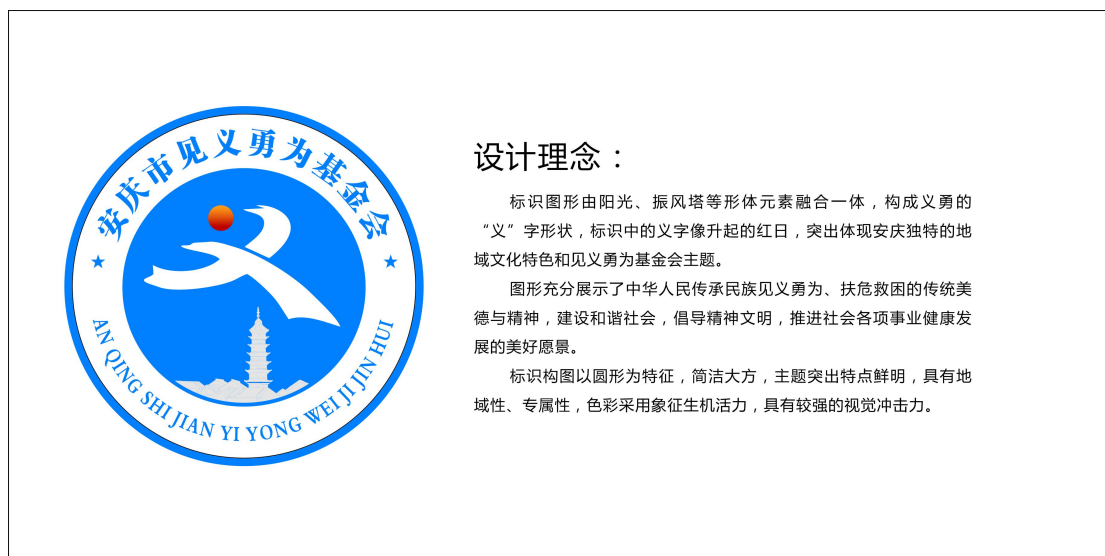 安庆市见义勇为基金会
AN QING SHI JIAN YI YONG WEI JI JIN HUI
设计理念：
标识图形由阳光、振风塔等形体元素融合一体，构成义勇的
“义”字形状，标识中的义字像升起的红日，突出体现安庆独特的地
域文化特色和见义勇为基金会主题。
图形充分展示了中华人民传承民族见义勇为、扶危救困的传统美
德与精神，建设和谐社会，倡导精神文明，推进社会各项事业健康发
展的美好愿景。
标识构图以圆形为特征，简洁大方，主题突出特点鲜明，具有地
域性、专属性，色彩采用象征生机活力，具有较强的视觉冲击力。